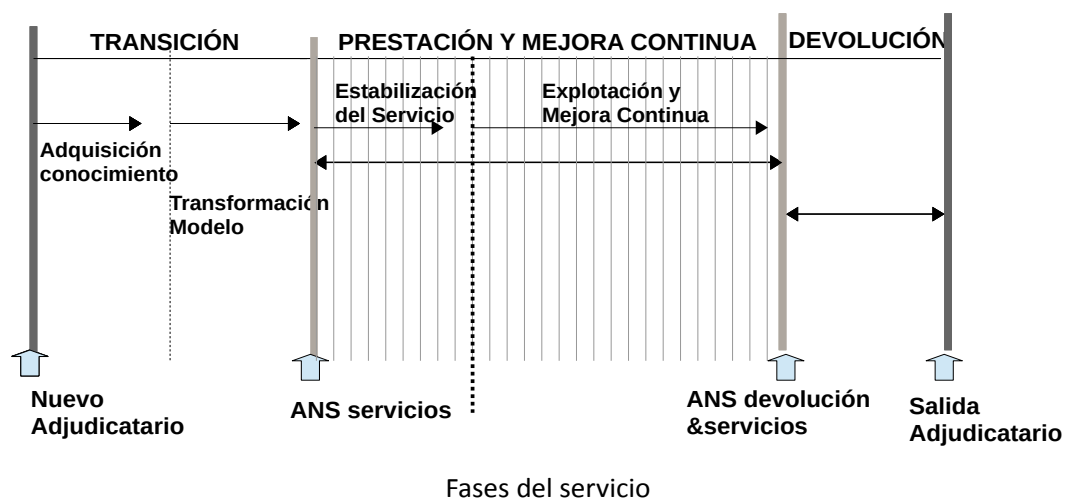 TRANSICIÓN
PRESTACIÓN Y MEJORA CONTINUA
DEVOLUCIÓN
Estabilización
del Servicio
Explotación y
Mejora Continua
Adquisición
conocimiento
Transformación
Modelo
Nuevo
Adjudicatario
ANS servicios
ANS devolución
&servicios
Salida
Adjudicatario
Fases del servicio